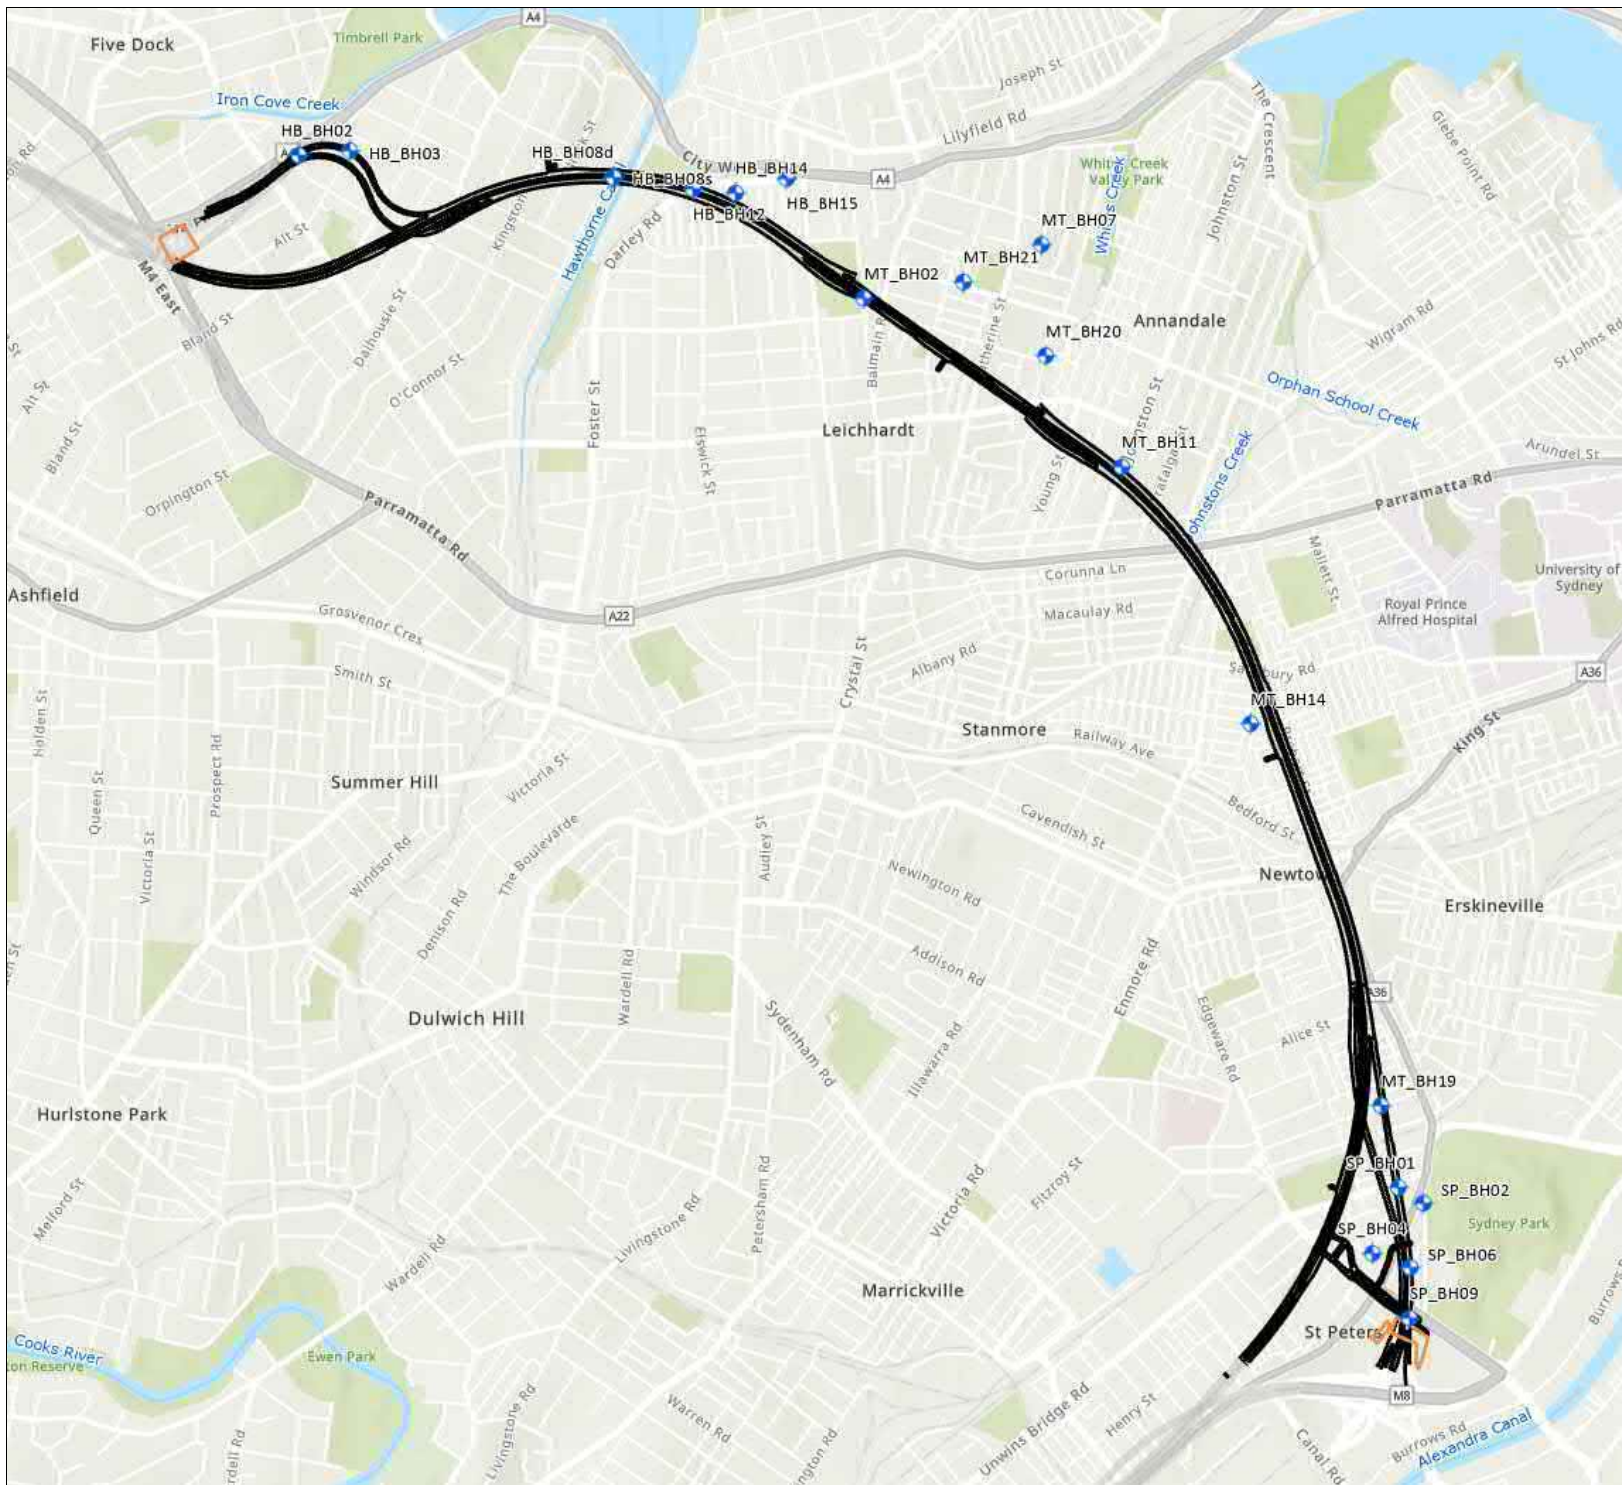 A4
Five Dock
Timbrell Park
Joseph St
Iron Cove Creek
The Crescent
Glebe Point Rd
Lilyfield Rd
HB_BH02
HB_BH03
HB_BH08d
HB_BH14
A4
HB_BH08s
HB_BH15
HB_BH12
Johnston St
MT_BH07
Alt St
Kingston
Darley Rd
Hawthorne
MT_BH21
MT_BH02
M4 East
Bland St
Dalhousie St
Annandale
MT_BH20
Wigram Rd
St Johns Rd
Balmain
O'Connor St
Orphan School Creek
Alt St
Foster St
Leichhardt
MT_BH11
Bland St
Elswick St
Young St
Arundel St
Orpington St
Parramatta Rd
Parramatta Rd
Corunna Ln
Mallett St
University of
Sydney
Ashfield
Macaulay Rd
Royal Prince
Alfred Hospital
Grosvenor Cres
A22
Albany Rd
Crystal St
A36
Smith St
MT_BH14
Holden St
Stanmore
Railway Ave
King St
Prospect Rd
Summer Hill
Victoria St
Queen St
Bedford St
Cavendish St
The Boulevarde
Audley St
Victoria St
Windsor Rd
Newington Rd
Erskineville
Denison Rd
Addison Rd
Wardell Rd
Enmore Rd
A36
Dulwich Hill
Sydenham Rd
Edgeware Rd
Alice St
Illawarra Rd
MT_BH19
Hurlstone Park
SP_BH01
SP_BH02
Fitzroy St
Victoria Rd
Petersham Rd
Melford St
Livingstone Rd
SP_BH04
Sydney Park
Wardell Rd
SP_BH06
Marrickville
SP_BH09
St Peters
Cooks River
Ewen Park
Reserve
M8
Unwins Bridge Rd
Henry St
Livingstone Rd
Warren Rd
Canal Rd
Burrows Rd
Alexandra Canal